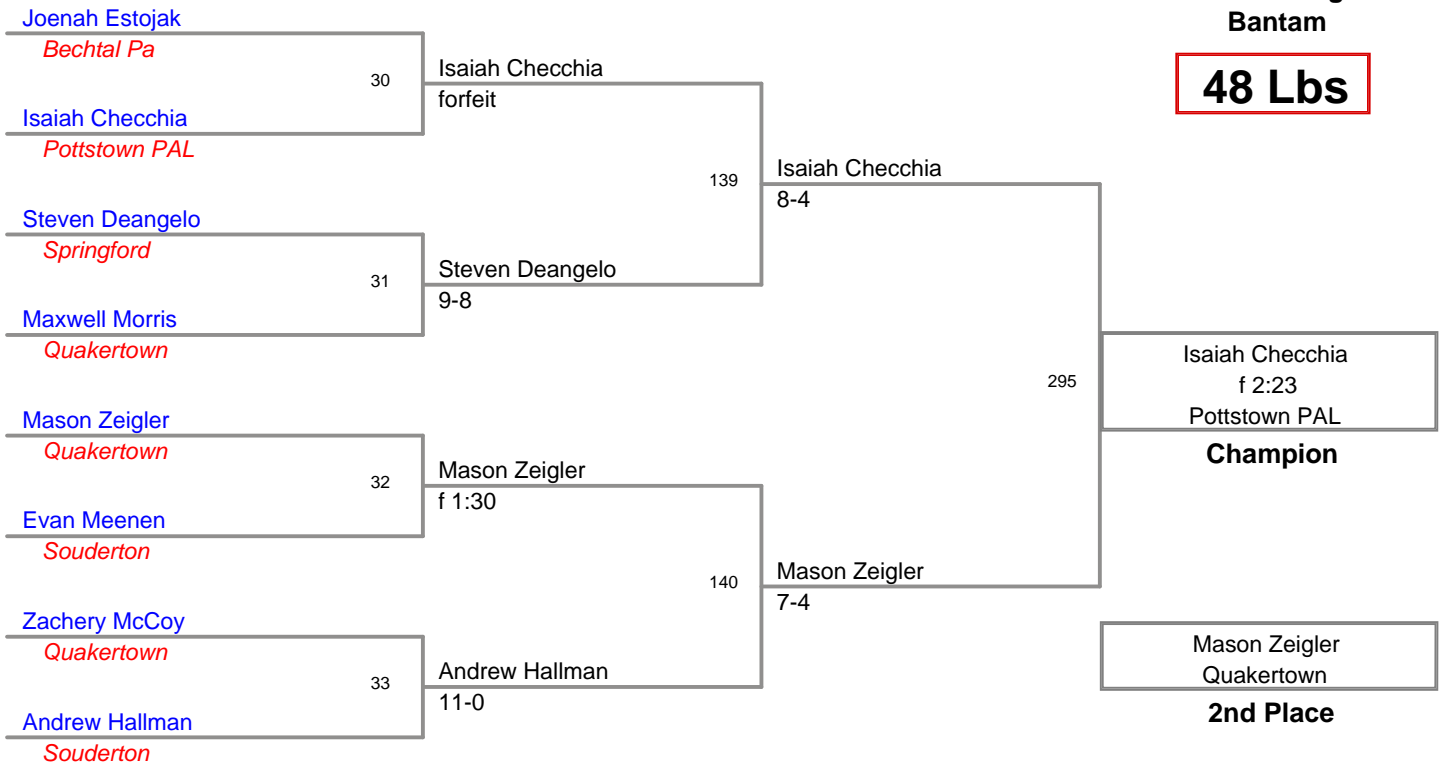 Joenah Estojak
Bechtal Pa
30
Isaiah Checchia
forfeit
Isaiah Checchia
Pottstown PAL
139
Isaiah Checchia
8-4
Steven Deangelo
Springford
31
Steven Deangelo
9-8
Maxwell Morris
Quakertown
295
Isaiah Checchia
f 2:23
Pottstown PAL
Champion
Mason Zeigler
Quakertown
32
Mason Zeigler
f 1:30
Evan Meenen
Souderton
140
Mason Zeigler
7-4
Zachery McCoy
Quakertown
33
Andrew Hallman
11-0
Andrew Hallman
Souderton
Mason Zeigler
Quakertown
2nd Place
Bantam
48 Lbs